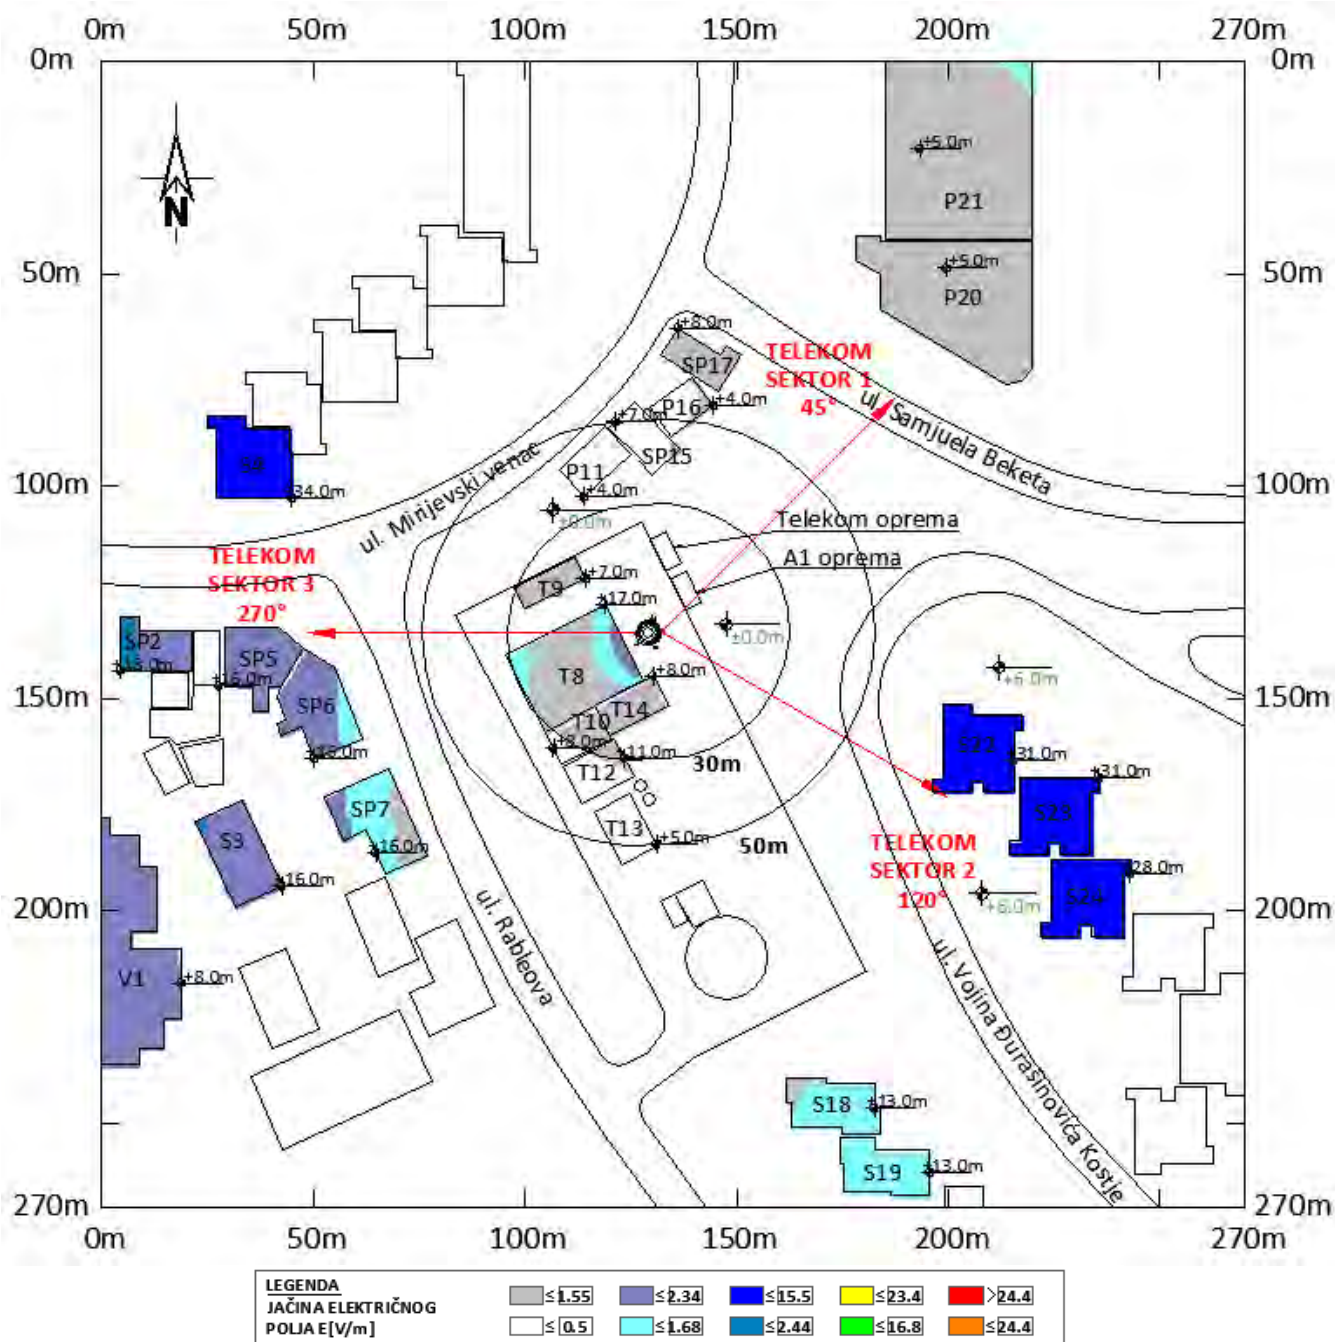 0m 50m 100m 150m 200m 270m
0m 0m
N
+5.0m
P21
+5.0m
P20
50m 50m
+8.0m
SP17
TELEKOM
SEKTOR 1
45°
P16
+4.0m
+7.0m
SP15
ul. Samjuela Beketa
ul. Mirijevski venac
P11
+4.0m
±0.0m
S4
34.0m
100m 100m
Telekom oprema
A1 oprema
TELEKOM
SEKTOR 3
270°
T9
+7.0m
+17.0m
±0.0m
SP2
+13.0m
SP5
+16.0m
SP6
+16.0m
T8
+8.0m
T14
T10
+8.0m
+11.0m
T12
30m
+6.0m
150m 150m
S22
+31.0m
+31.0m
S23
SP7
+16.0m
T13
+5.0m
50m
TELEKOM
SEKTOR 2
120°
+28.0m
S24
+6.0m
S3
+16.0m
200m 200m
ul. Rableova
ul. Vojina Đurašinovića Kostje
V1
+8.0m
S18
+13.0m
S19
+13.0m
270m 270m
0m 50m 100m 150m 200m 270m
LEGENDA
JAČINA ELEKTRIČNOG
POLJA E[V/m]
≤1.55 ≤2.34 ≤15.5 ≤23.4 >24.4
≤ 0.5 ≤1.68 ≤2.44 ≤16.8 ≤24.4